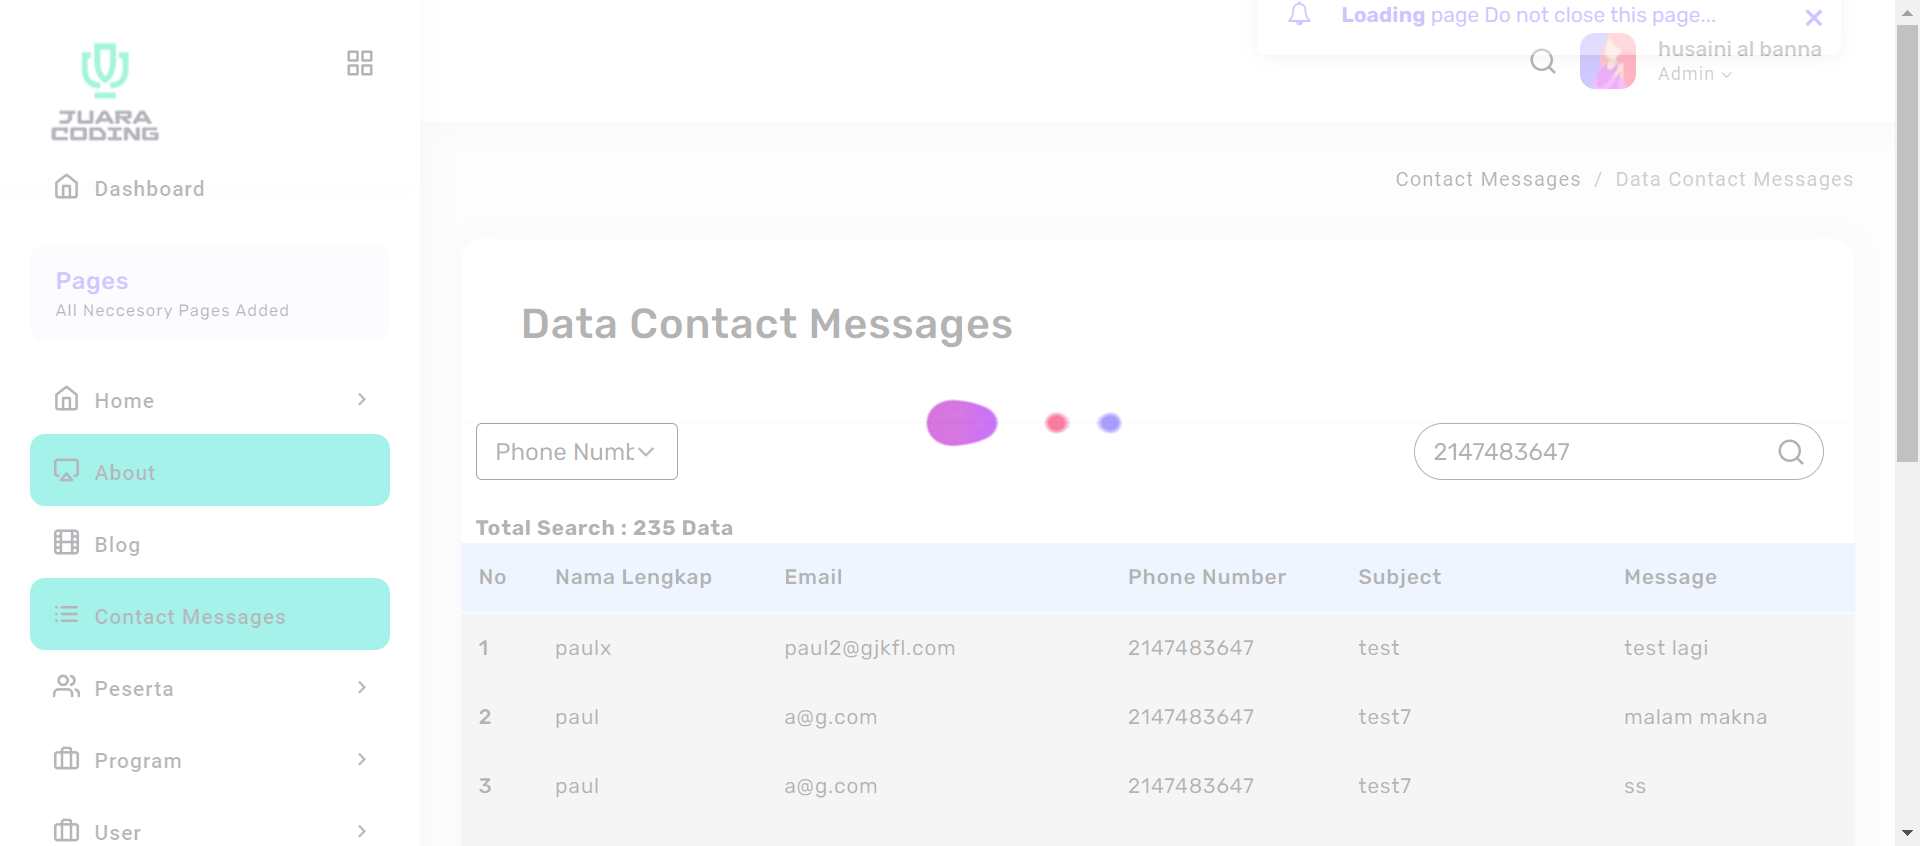 Loading page Do not close this page...
husaini al banna
Admin
JUARA
CODING
Dashboard
Pages
All Neccesory Pages Added
Home
About
Blog
Contact Messages
Peserta
Program
User
Contact Messages / Data Contact Messages
Data Contact Messages
Phone Numb
2147483647
Total Search : 235 Data
No Nama Lengkap Email Phone Number Subject Message
1 paulx paul2@gjkfl.com 2147483647 test test lagi
2 paul a@g.com 2147483647 test7 malam makna
3 paul a@g.com 2147483647 test7 ss